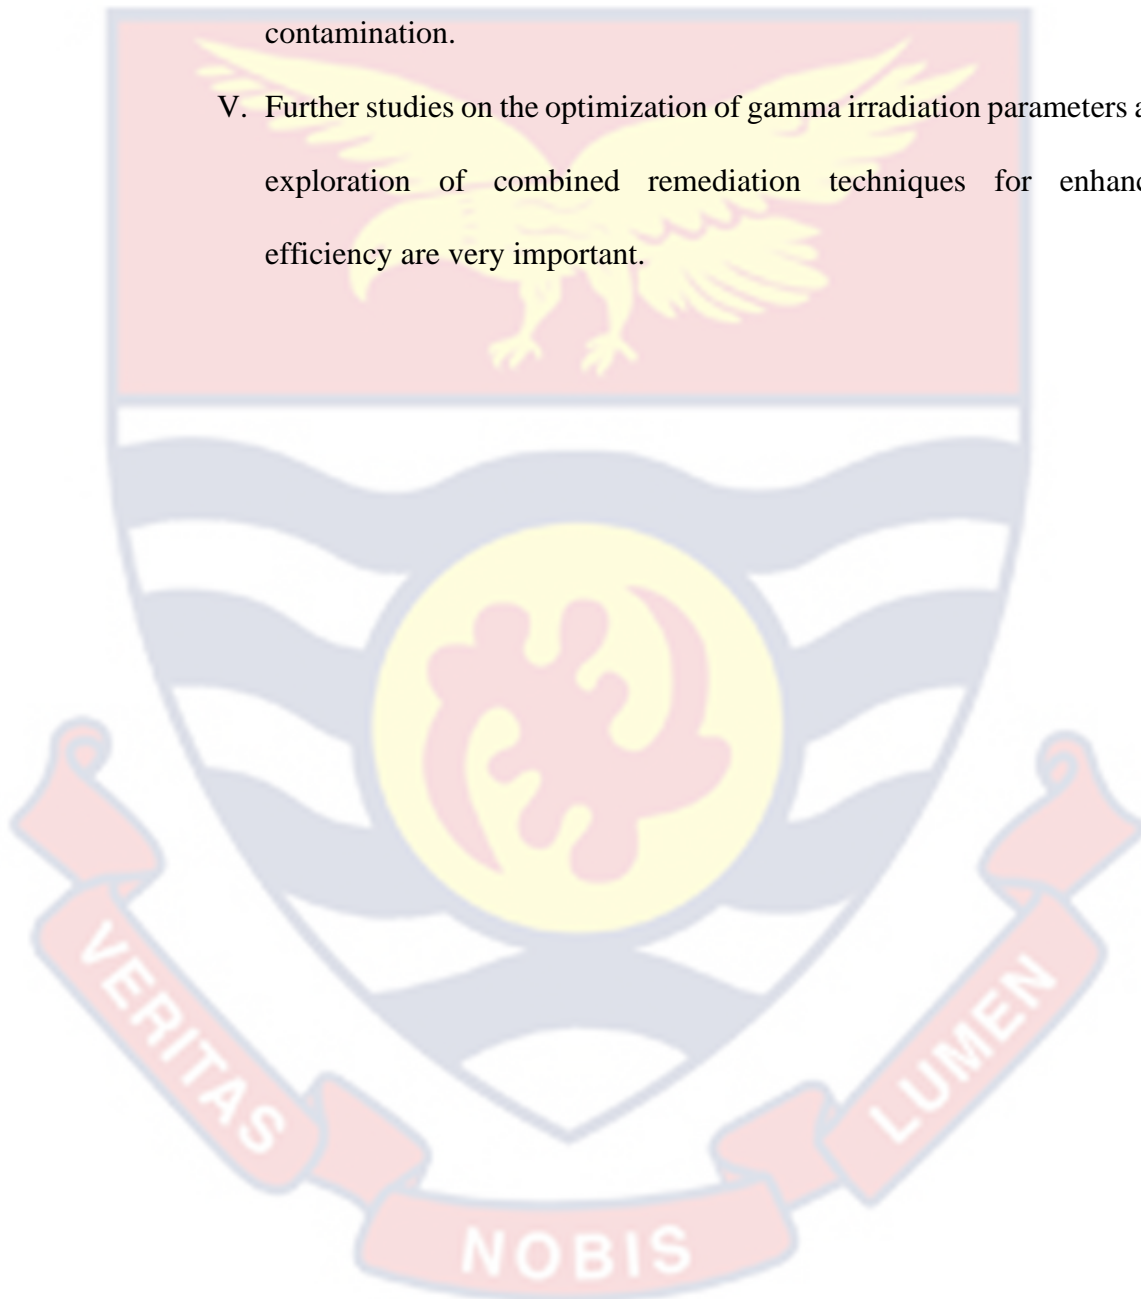 contamination.
V. Further studies on the optimization of gamma irradiation parameters a
exploration of combined remediation techniques for enhanc
efficiency are very important.
VERITAS
NOBIS
LUMEN